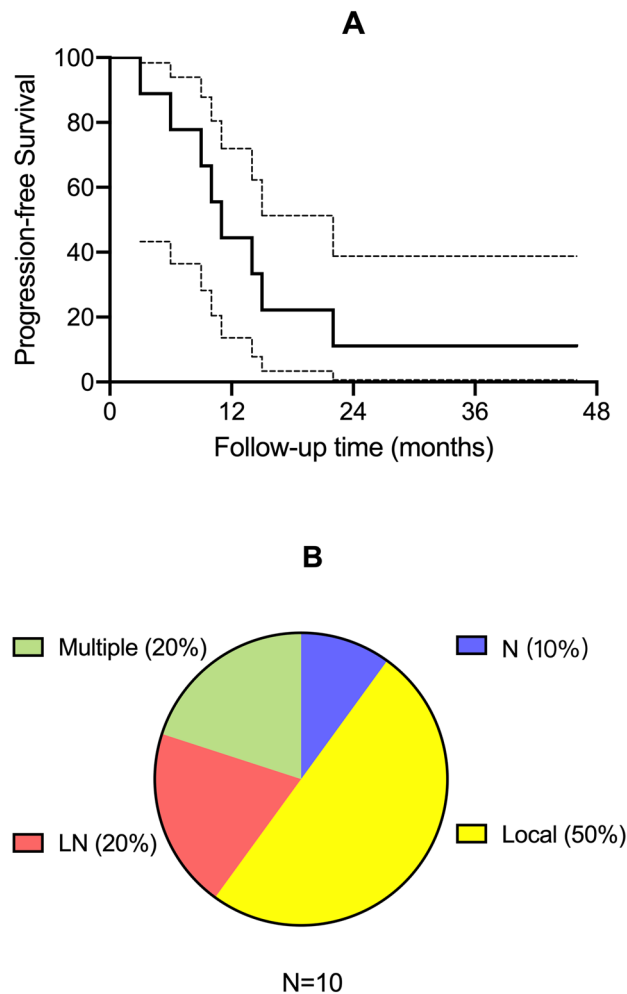 A
Progression-free Survival
100
80
60
40
20
0
0 12 24 36 48
Follow-up time (months)
B
Multiple (20%)
N (10%)
LN (20%)
Local (50%)
N=10